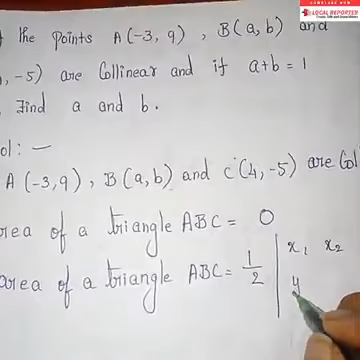 LOCAL REPORTER
the points A(-3, 9), B(a, b) and
, -5) are Collinear and if a+b = 1
Find a and b.
ol: —
A(-3, 9), B(a, b) and C(4, -5) are Col
rea of a triangle ABC = 0
area of a triangle ABC = 1/2 | x₁ x₂
y